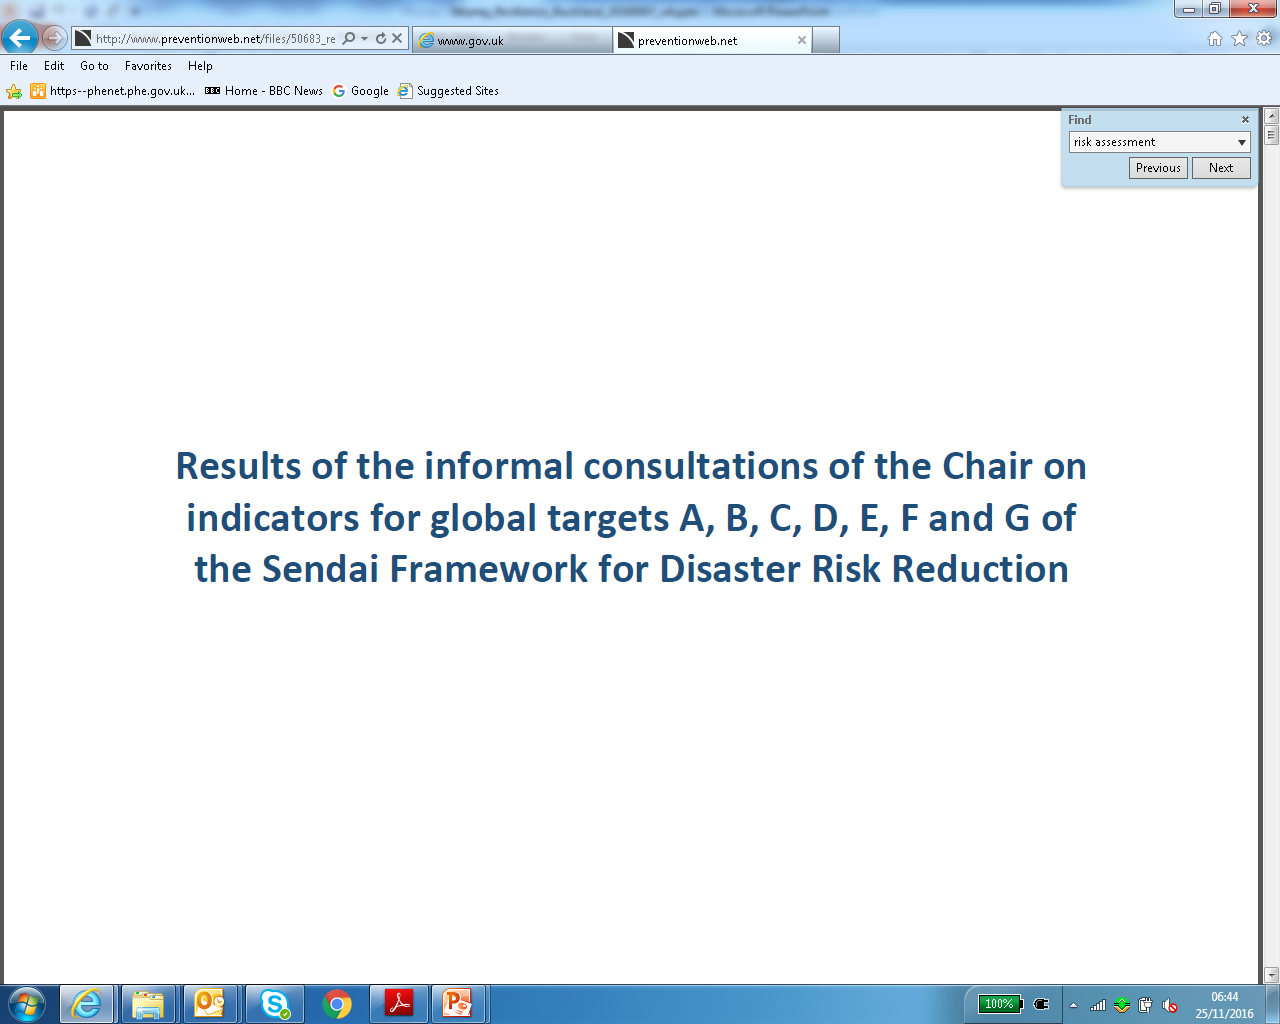 http://www.preventionweb.net/files/50683_re
www.gov.uk
preventionweb.net
File Edit Go to Favorites Help
https--phenet.phe.gov.uk...
BBC Home - BBC News
Google
Suggested Sites
Find
risk assessment
Previous Next
Results of the informal consultations of the Chair on
indicators for global targets A, B, C, D, E, F and G of
the Sendai Framework for Disaster Risk Reduction
100%
06:44
25/11/2016